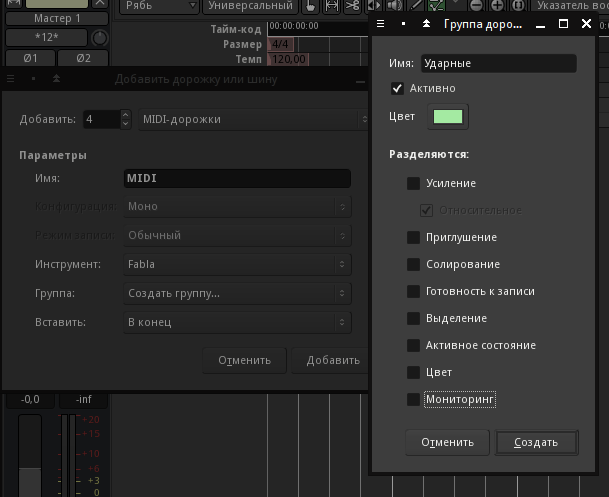 Рябь
Универсальный
Указатель вос
Мастер 1
*12*
Ø1
Ø2
Тайм-код
00:00:00:00
Размер
4/4
Темп
120,00
Добавить дорожку или шину
Добавить:
4
MIDI-дорожки
Параметры
Имя:
MIDI
Конфигурация:
Моно
Режим записи:
Обычный
Инструмент:
Fabla
Группа:
Создать группу...
Вставить:
В конец
Отменить
Добавить
-0,0
-inf
+20
+15
+10
+6
+3
0
Группа доро...
Имя:
Ударные
Активно
Цвет
Разделяются:
Усиление
Относительное
Приглушение
Солирование
Готовность к записи
Выделение
Активное состояние
Цвет
Мониторинг
Отменить
Создать